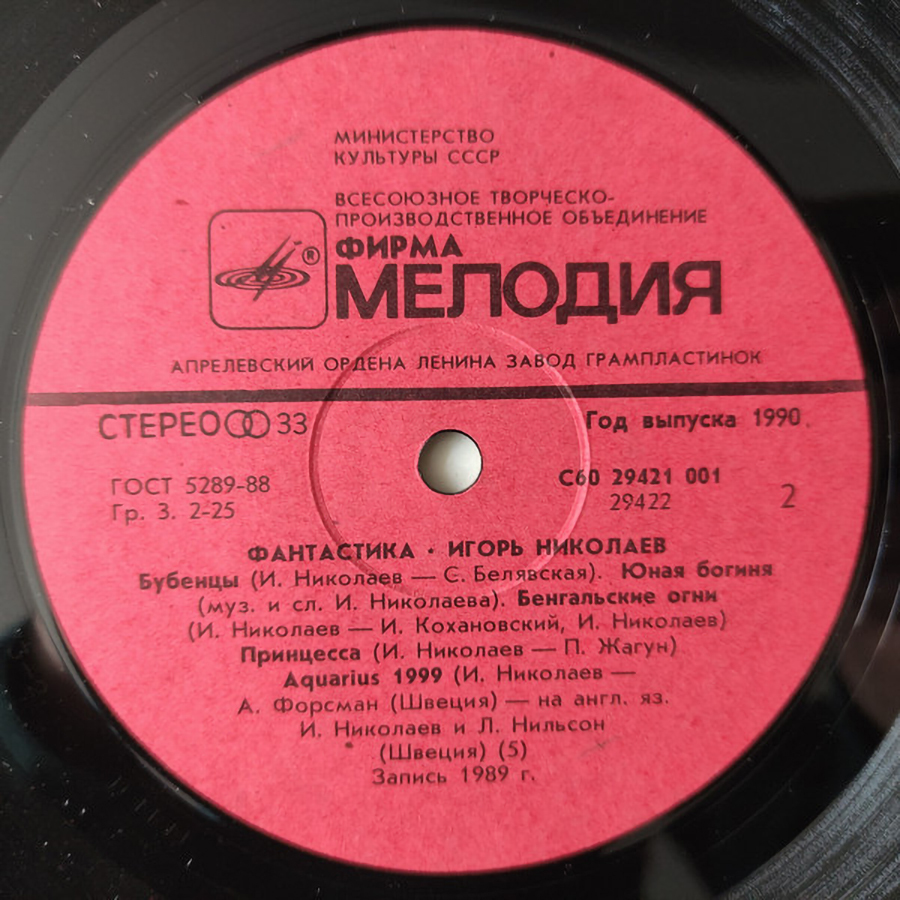 МИНИСТЕРСТВО
КУЛЬТУРЫ СССР
ВСЕСОЮЗНОЕ ТВОРЧЕСКО-
ПРОИЗВОДСТВЕННОЕ ОБЪЕДИНЕНИЕ
®
ФИРМА
МЕЛОДИЯ
АПРЕЛЕВСКИЙ ОРДЕНА ЛЕНИНА ЗАВОД ГРАМПЛАСТИНОК
СТЕРЕО 33
Год выпуска 1990
ГОСТ 5289-88
Гр. 3. 2-25
С60 29421 001
29422
2
ФАНТАСТИКА · ИГОРЬ НИКОЛАЕВ
Бубенцы (И. Николаев — С. Белявская). Юная богиня
(муз. и сл. И. Николаева). Бенгальские огни
(И. Николаев — И. Кохановский, И. Николаев)
Принцесса (И. Николаев — П. Жагун)
Aquarius 1999 (И. Николаев —
А. Форсман (Швеция) — на англ. яз.
И. Николаев и Л. Нильсон
(Швеция) (5)
Запись 1989 г.